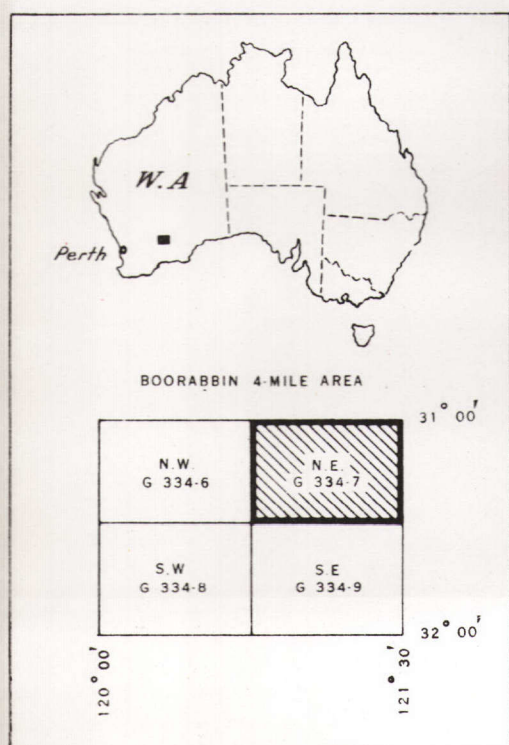 W.A
Perth
BOORABBIN 4-MILE AREA
31° 00'
N.W.
G 334-6
N.E.
G 334-7
S.W
G 334-8
S.E
G 334-9
32° 00'
120° 00'
121° 30'